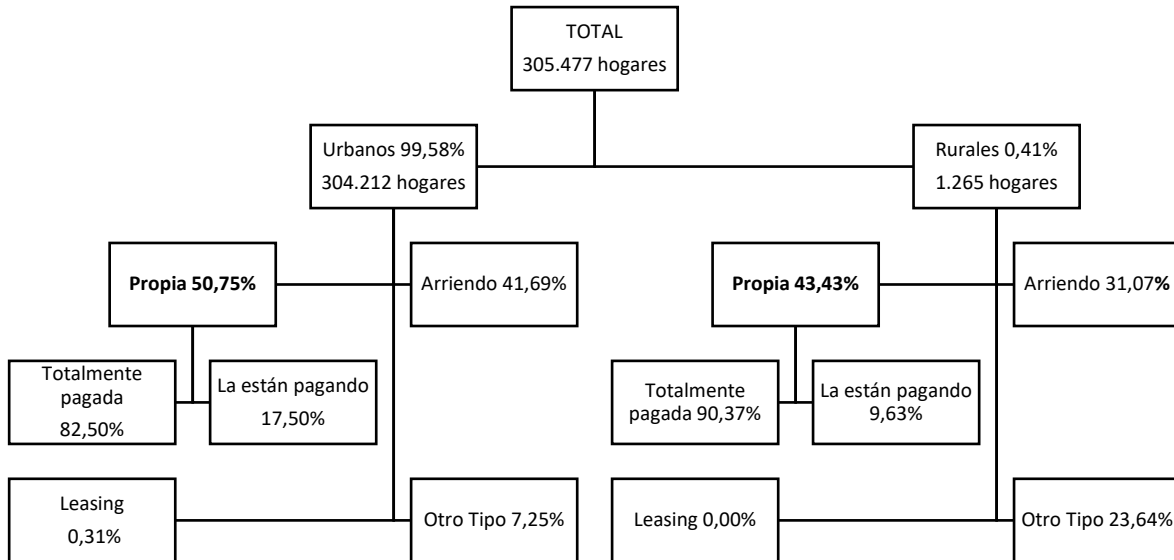 TOTAL
305.477 hogares
Urbanos 99,58%
304.212 hogares
Rurales 0,41%
1.265 hogares
Propia 50,75%
Arriendo 41,69%
Propia 43,43%
Arriendo 31,07%
Totalmente
pagada
82,50%
La están pagando
17,50%
Totalmente
pagada 90,37%
La están pagando
9,63%
Leasing
0,31%
Otro Tipo 7,25%
Leasing 0,00%
Otro Tipo 23,64%